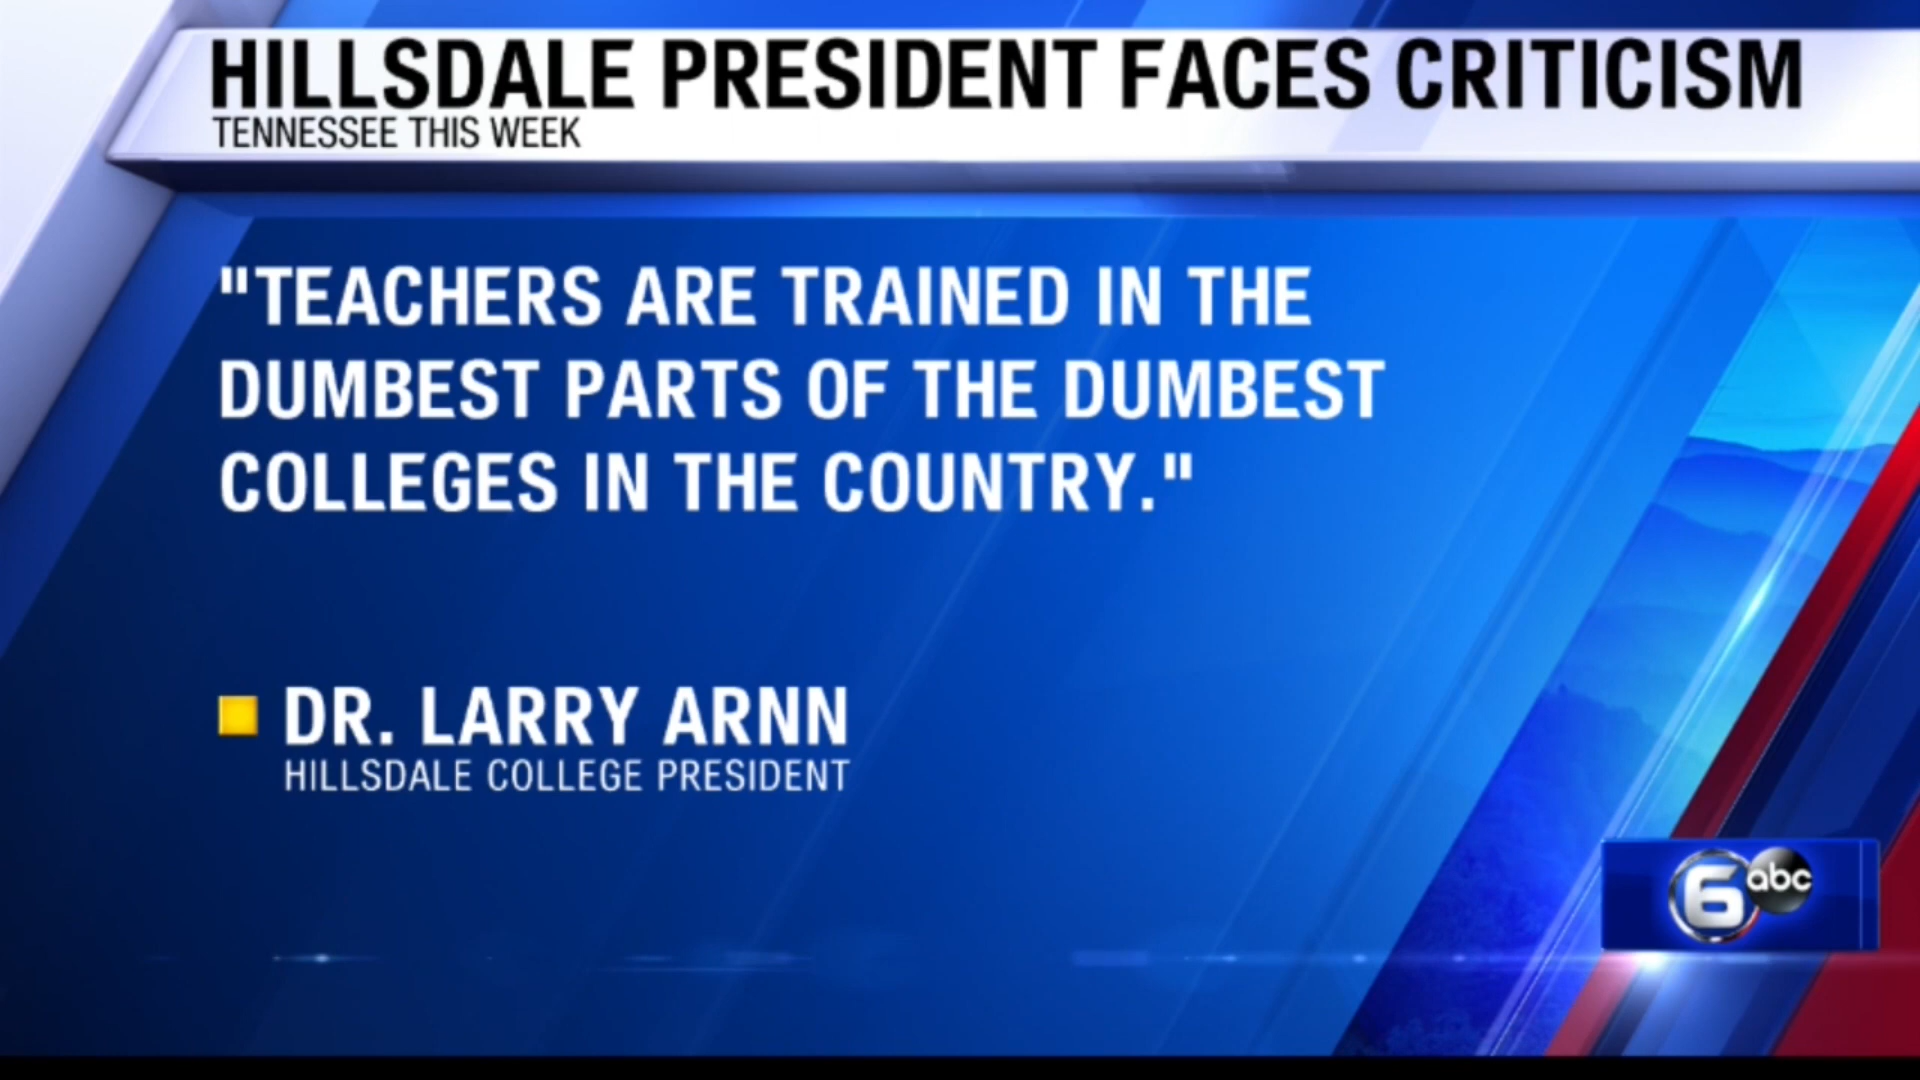 HILLSDALE PRESIDENT FACES CRITICISM
TENNESSEE THIS WEEK
"TEACHERS ARE TRAINED IN THE
DUMBEST PARTS OF THE DUMBEST
COLLEGES IN THE COUNTRY."
DR. LARRY ARNN
HILLSDALE COLLEGE PRESIDENT
6 abc